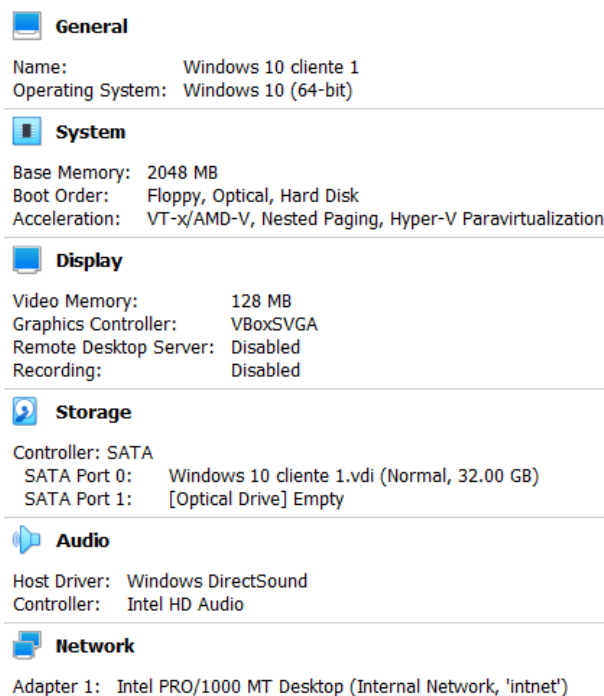 General
Name: Windows 10 cliente 1
Operating System: Windows 10 (64-bit)
System
Base Memory: 2048 MB
Boot Order: Floppy, Optical, Hard Disk
Acceleration: VT-x/AMD-V, Nested Paging, Hyper-V Paravirtualization
Display
Video Memory: 128 MB
Graphics Controller: VBoxSVGA
Remote Desktop Server: Disabled
Recording: Disabled
Storage
Controller: SATA
SATA Port 0: Windows 10 cliente 1.vdi (Normal, 32.00 GB)
SATA Port 1: [Optical Drive] Empty
Audio
Host Driver: Windows DirectSound
Controller: Intel HD Audio
Network
Adapter 1: Intel PRO/1000 MT Desktop (Internal Network, 'intnet')